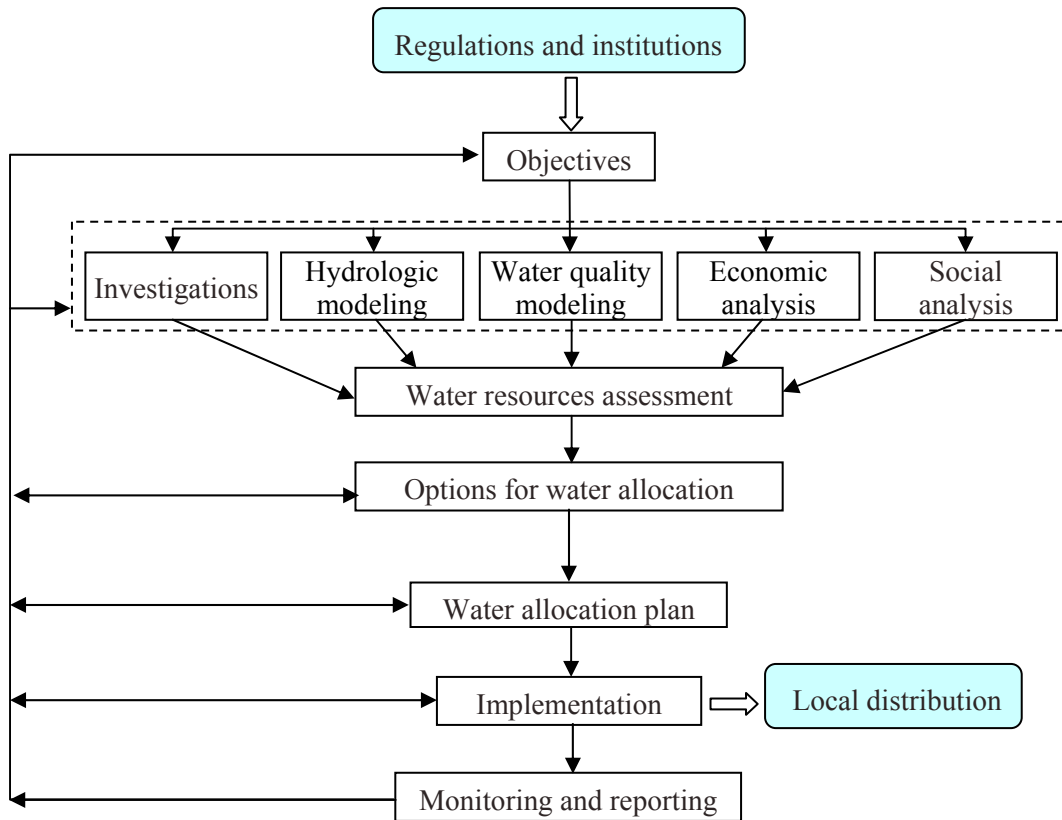 Regulations and institutions
Objectives
Investigations
Hydrologic
modeling
Water quality
modeling
Economic
analysis
Social
analysis
Water resources assessment
Options for water allocation
Water allocation plan
Implementation
Local distribution
Monitoring and reporting